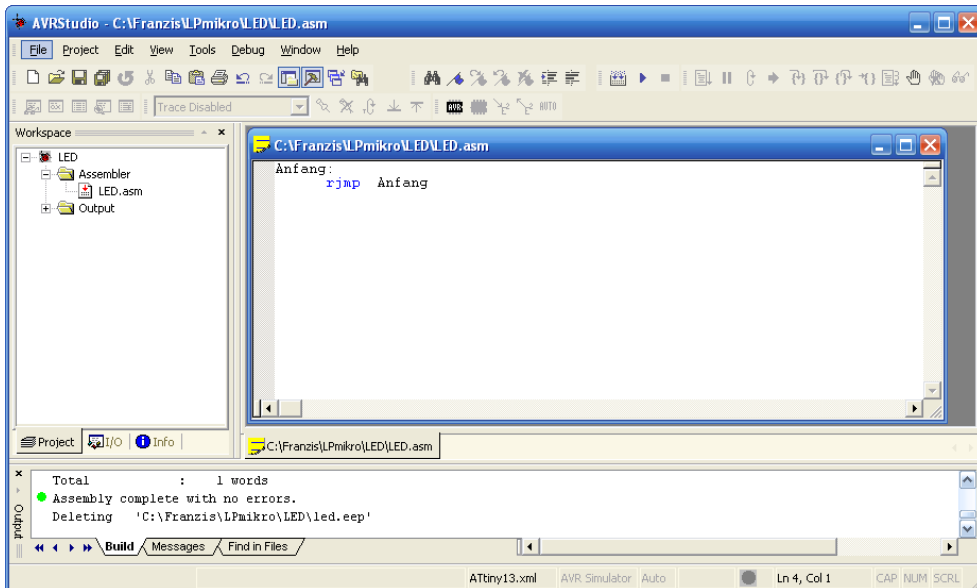 AVRStudio - C:\Franzis\LPmikro\LED\LED.asm
File Project Edit View Tools Debug Window Help
Trace Disabled
AVR
AUTO
Workspace
LED
Assembler
LED.asm
Output
C:\Franzis\LPmikro\LED\LED.asm
Anfang:
rjmp Anfang
Project I/O Info
C:\Franzis\LPmikro\LED\LED.asm
Output
Total : 1 words
Assembly complete with no errors.
Deleting 'C:\Franzis\LPmikro\LED\led.eep'
Build Messages Find in Files
ATtiny13.xml AVR Simulator Auto Ln 4, Col 1 CAP NUM SCRL